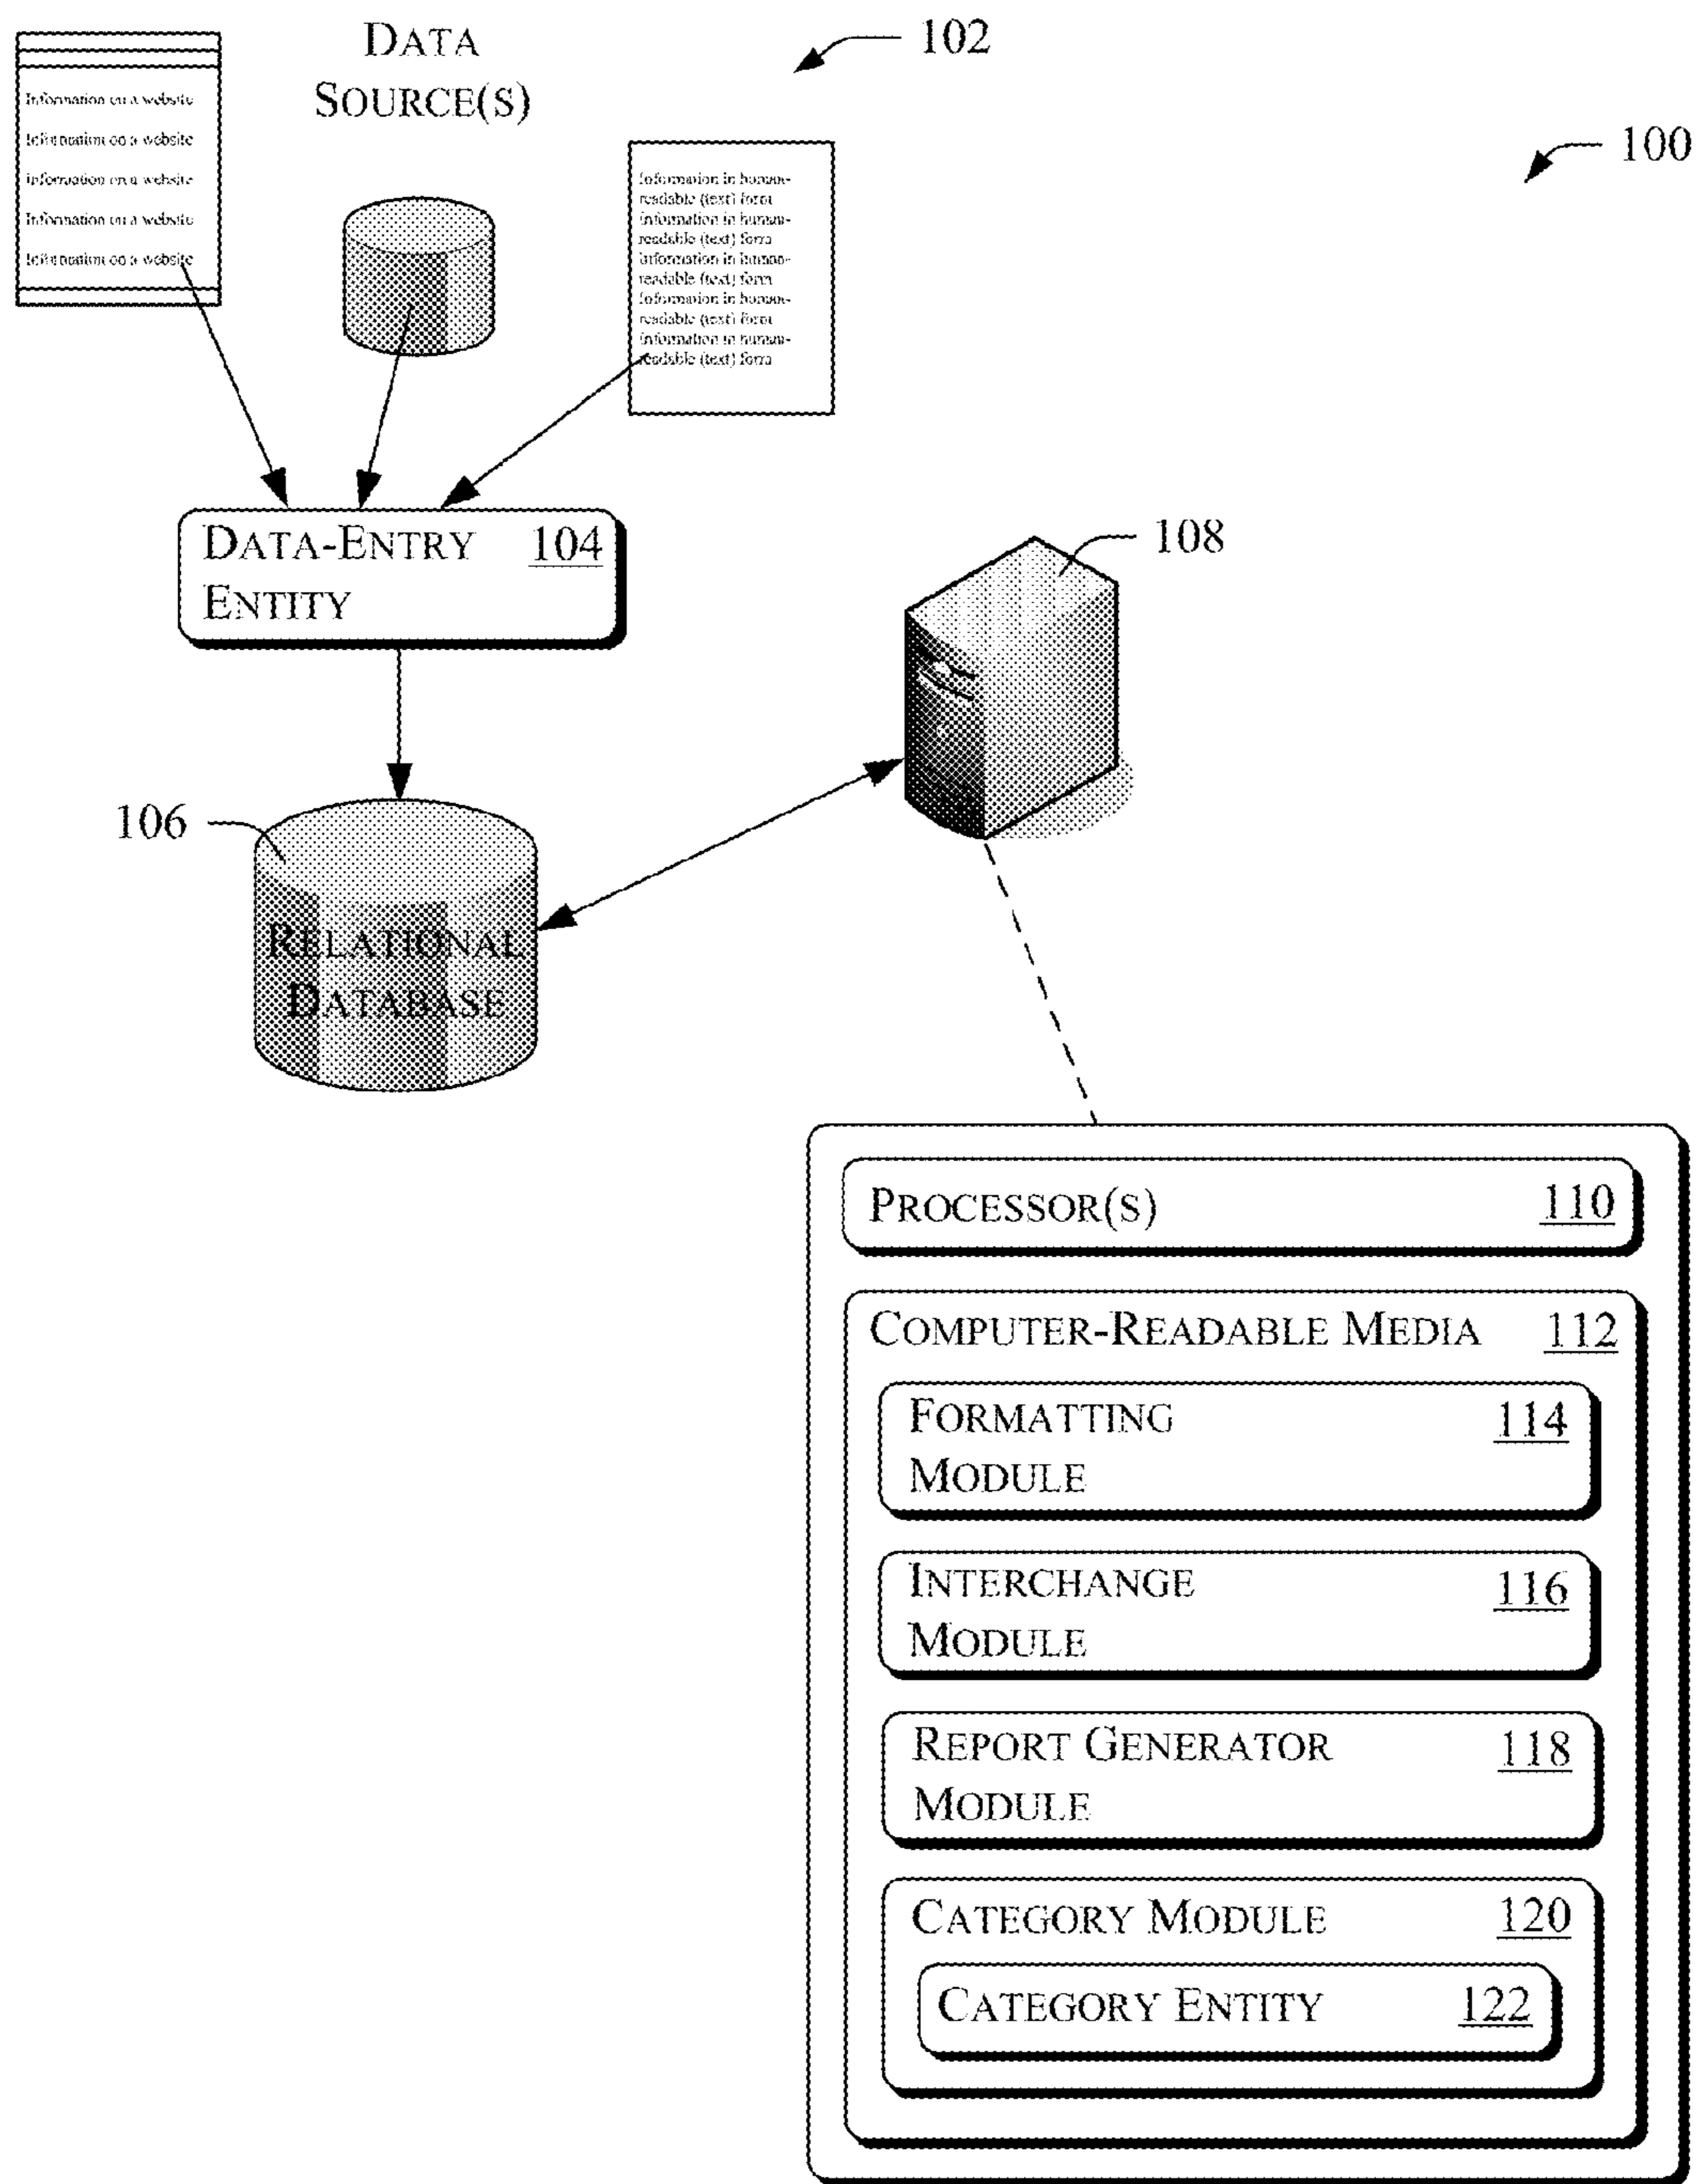 DATA
SOURCE(S)
102
100
Information on a website
Information on a website
Information on a website
Information on a website
Information on a website
Information in human-
readable (text) form
Information in human-
readable (text) form
Information in human-
readable (text) form
Information in human-
readable (text) form
Information in human-
readable (text) form
DATA-ENTRY 104
ENTITY
108
106
RELATIONAL
DATABASE
PROCESSOR(S) 110
COMPUTER-READABLE MEDIA 112
FORMATTING 114
MODULE
INTERCHANGE 116
MODULE
REPORT GENERATOR 118
MODULE
CATEGORY MODULE 120
CATEGORY ENTITY 122